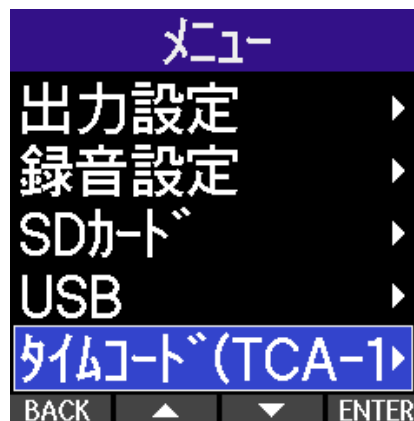 メニュー
出力設定
録音設定
SDカード
USB
タイムコード(TCA-1
BACK ENTER